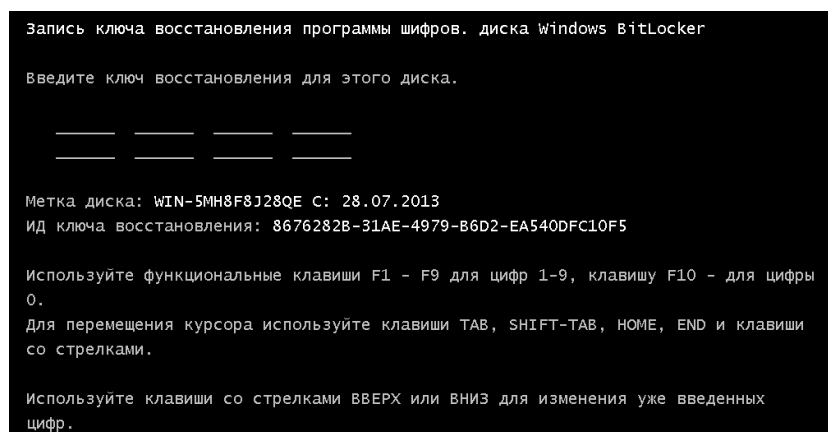 Запись ключа восстановления программы шифров. диска Windows BitLocker
Введите ключ восстановления для этого диска.
Метка диска: WIN-5MH8F8J28QE C: 28.07.2013
ИД ключа восстановления: 8676282B-31AE-4979-B6D2-EA540DFC10F5
Используйте функциональные клавиши F1 - F9 для цифр 1-9, клавишу F10 - для цифры
0.
Для перемещения курсора используйте клавиши TAB, SHIFT-TAB, HOME, END и клавиши
со стрелками.
Используйте клавиши со стрелками ВВЕРХ или ВНИЗ для изменения уже введенных
цифр.